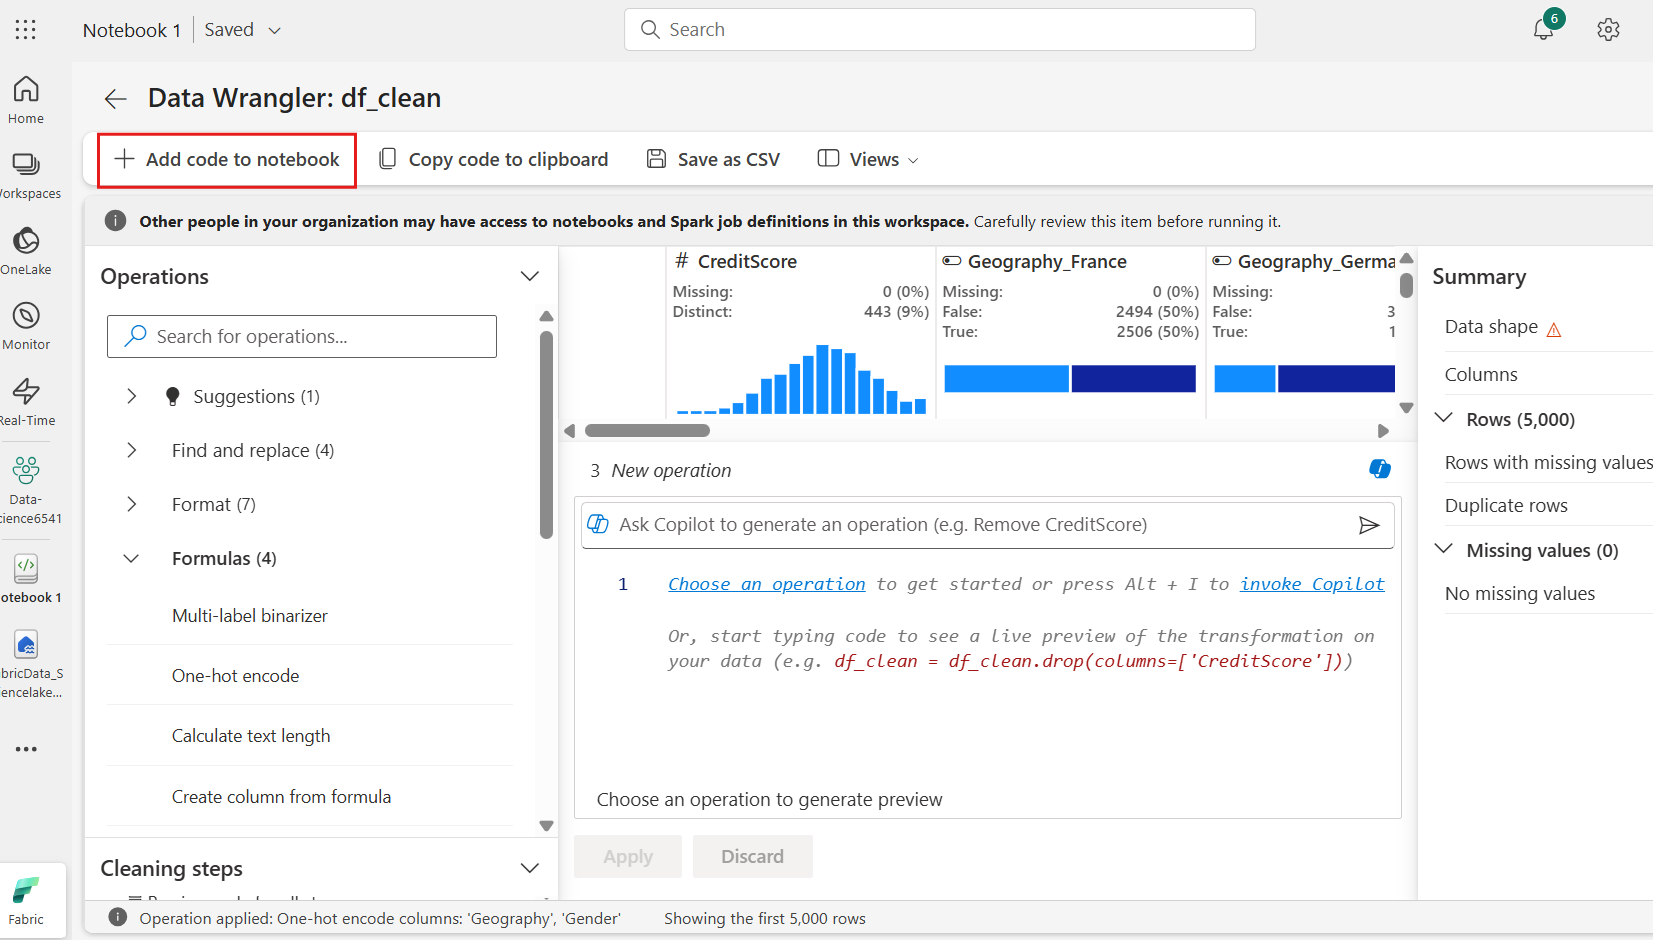 Notebook 1 Saved
Search
6
Home
orkspaces
OneLake
Monitor
Real-Time
Data-
cience6541
otebook 1
bricData_S
iencelake...
Fabric
Data Wrangler: df_clean
Add code to notebook
Copy code to clipboard
Save as CSV
Views
Other people in your organization may have access to notebooks and Spark job definitions in this workspace. Carefully review this item before running it.
Operations
Search for operations...
Suggestions (1)
Find and replace (4)
Format (7)
Formulas (4)
Multi-label binarizer
One-hot encode
Calculate text length
Create column from formula
Cleaning steps
# CreditScore
Missing: 0 (0%)
Distinct: 443 (9%)
Geography_France
Missing: 0 (0%)
False: 2494 (50%)
True: 2506 (50%)
Geography_Germa
Missing:
False: 3
True: 1
3 New operation
Ask Copilot to generate an operation (e.g. Remove CreditScore)
1 Choose an operation to get started or press Alt + I to invoke Copilot
Or, start typing code to see a live preview of the transformation on
your data (e.g. df_clean = df_clean.drop(columns=['CreditScore']))
Choose an operation to generate preview
Apply
Discard
Summary
Data shape
Columns
Rows (5,000)
Rows with missing values
Duplicate rows
Missing values (0)
No missing values
Operation applied: One-hot encode columns: 'Geography', 'Gender'
Showing the first 5,000 rows